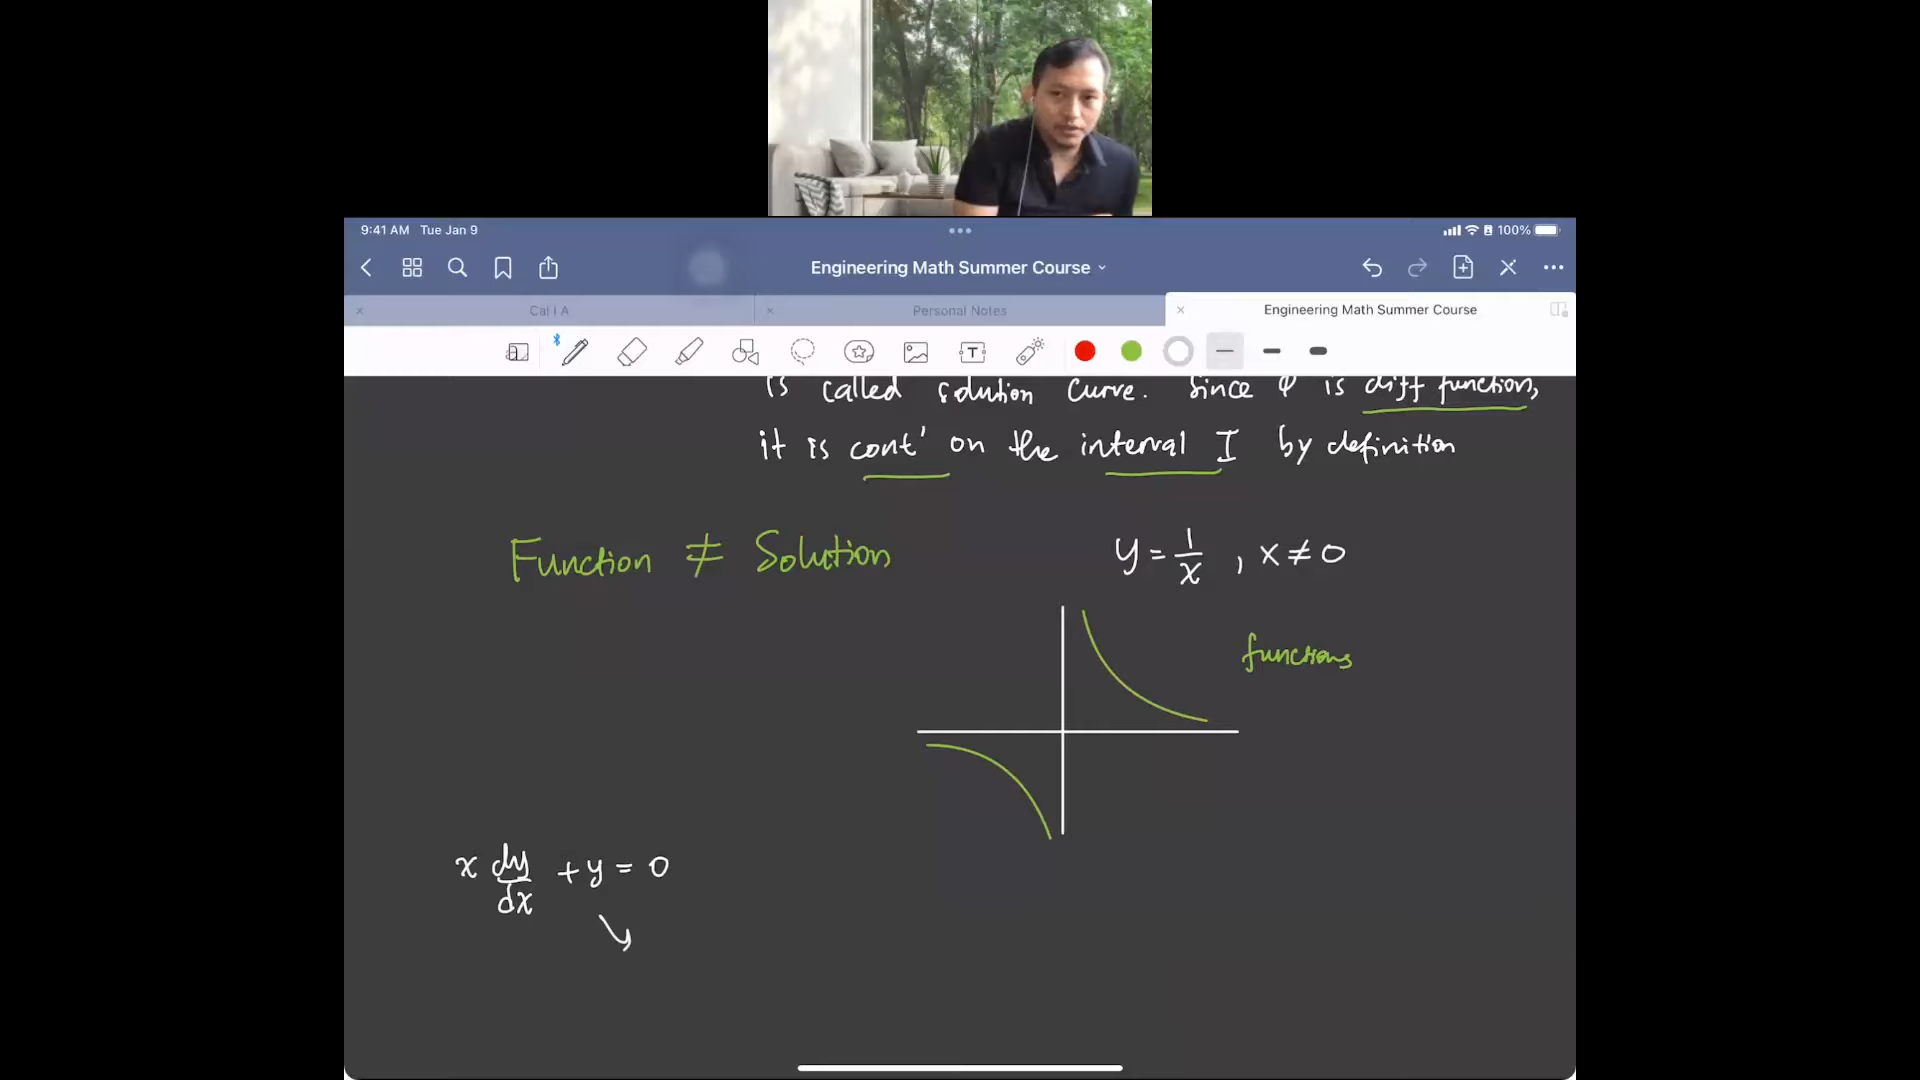 9:41 AM Tue Jan 9
100%
Engineering Math Summer Course
Cal I A
Personal Notes
Engineering Math Summer Course
is called solution curve. Since φ is diff function,
it is cont' on the interval I by definition
Function ≠ Solution
y = 1/x , x ≠ 0
functions
x dy/dx + y = 0